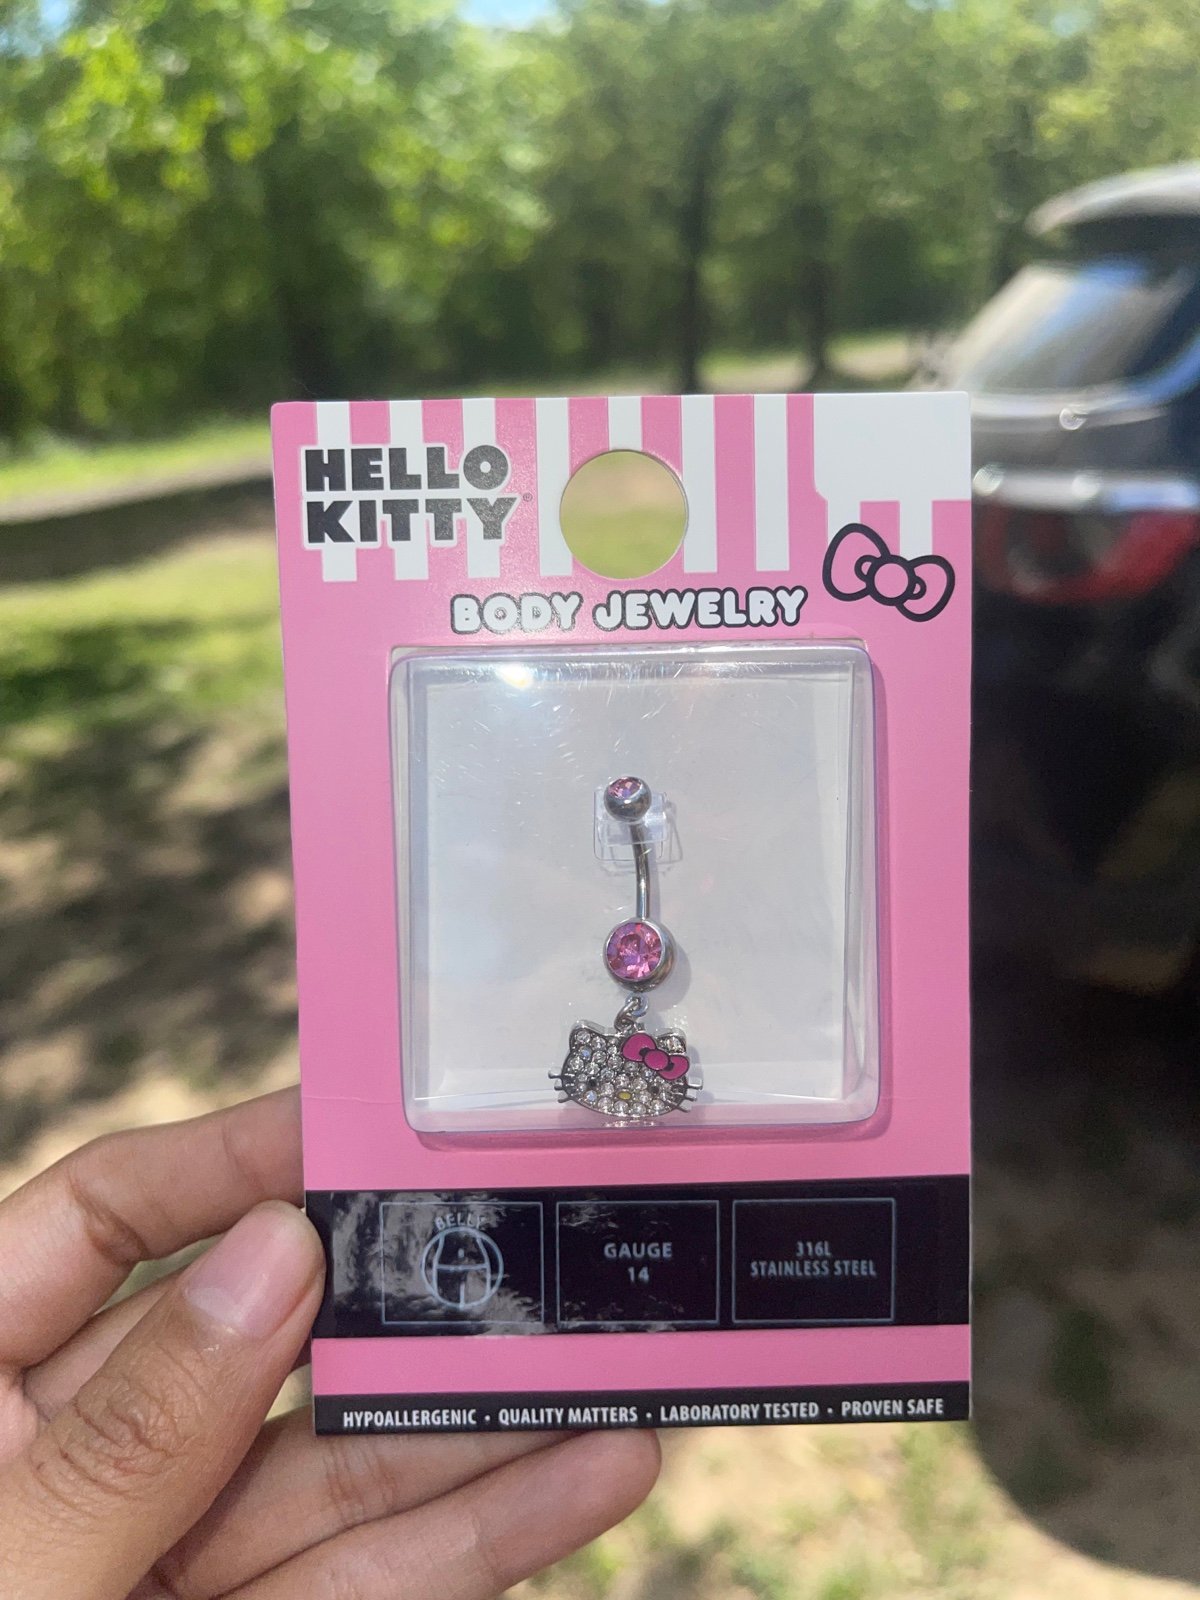 HELLO
KITTY®
BODY JEWELRY
BELLY
GAUGE
14
316L
STAINLESS STEEL
HYPOALLERGENIC • QUALITY MATTERS • LABORATORY TESTED • PROVEN SAFE